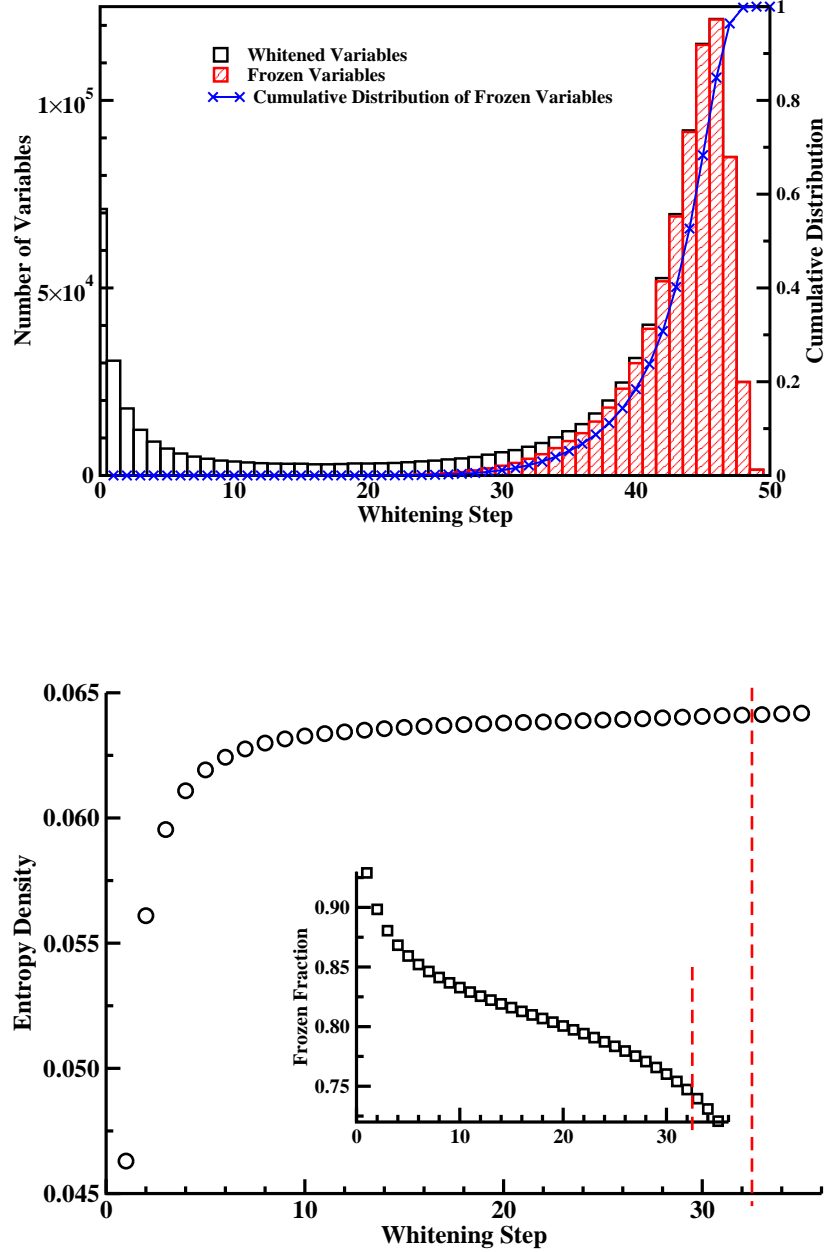 Whitened Variables
Frozen Variables
Cumulative Distribution of Frozen Variables
1×10^5
5×10^4
0
Number of Variables
1
0.8
0.6
0.4
0.2
0
Cumulative Distribution
0 10 20 30 40 50
Whitening Step
0.065
0.060
0.055
0.050
0.045
Entropy Density
0.90
0.85
0.80
0.75
Frozen Fraction
0 10 20 30
0 10 20 30
Whitening Step